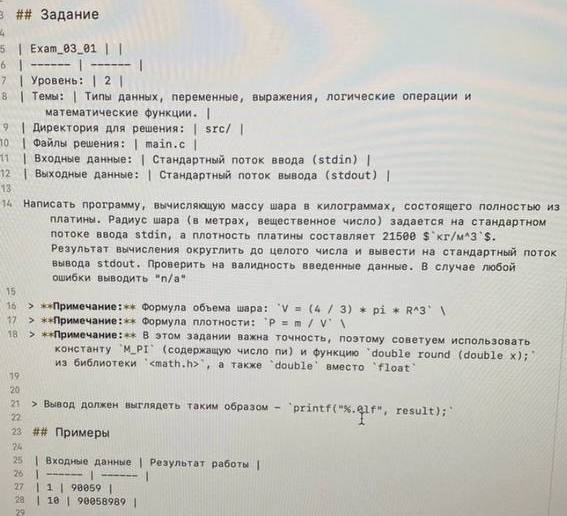 3 ## Задание
4
5 | Exam_03_01 | |
6 | ------ | ------ |
7 | Уровень: | 2 |
8 | Темы: | Типы данных, переменные, выражения, логические операции и
математические функции. |
9 | Директория для решения: | src/ |
10 | Файлы решения: | main.c |
11 | Входные данные: | Стандартный поток ввода (stdin) |
12 | Выходные данные: | Стандартный поток вывода (stdout) |
13
14 Написать программу, вычисляющую массу шара в килограммах, состоящего полностью из
платины. Радиус шара (в метрах, вещественное число) задается на стандартном
потоке ввода stdin, а плотность платины составляет 21500 $`кг/м^3`$.
Результат вычисления округлить до целого числа и вывести на стандартный поток
вывода stdout. Проверить на валидность введенные данные. В случае любой
ошибки выводить "n/a"
15
16 > **Примечание:** Формула объема шара: `V = (4 / 3) * pi * R^3` \
17 > **Примечание:** Формула плотности: `P = m / V` \
18 > **Примечание:** В этом задании важна точность, поэтому советуем использовать
константу `M_PI` (содержащую число пи) и функцию `double round (double x);`
из библиотеки `<math.h>`, а также `double` вместо `float`
19
20
21 > Вывод должен выглядеть таким образом – `printf("%.0lf", result);`
22
23 ## Примеры
24
25 | Входные данные | Результат работы |
26 | ------ | ------ |
27 | 1 | 90059 |
28 | 10 | 90058989 |
29